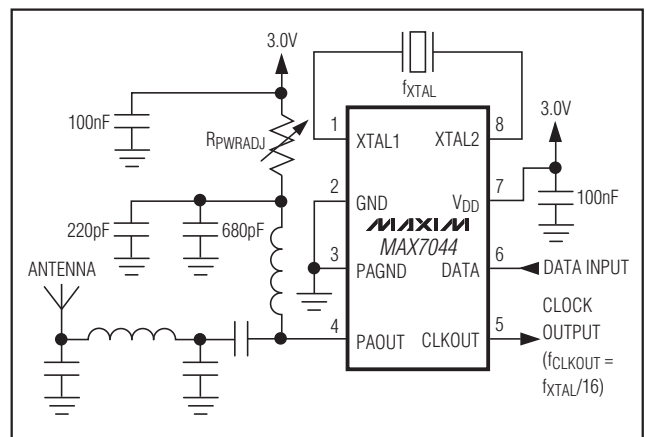 3.0V
100nF
RPWRADJ
220pF
680pF
ANTENNA
fXTAL
1
XTAL1
XTAL2
8
2
GND
VDD
7
3.0V
100nF
MAXIM
MAX7044
3
PAGND
DATA
6
DATA INPUT
4
PAOUT
CLKOUT
5
CLOCK
OUTPUT
(fCLKOUT =
fXTAL/16)